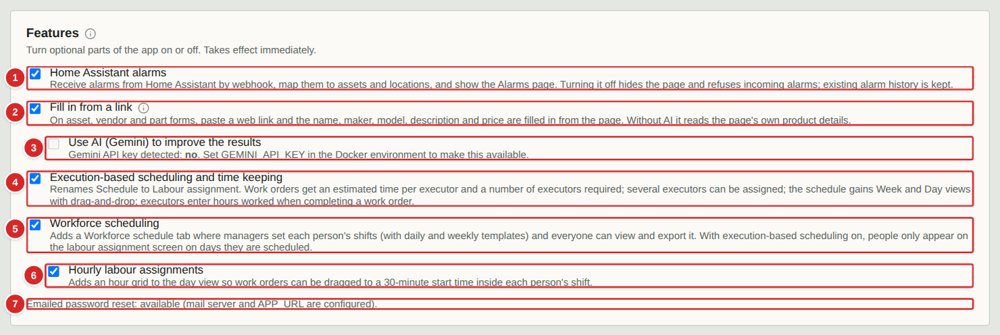 Features
Turn optional parts of the app on or off. Takes effect immediately.
1 Home Assistant alarms
Receive alarms from Home Assistant by webhook, map them to assets and locations, and show the Alarms page. Turning it off hides the page and refuses incoming alarms; existing alarm history is kept.
2 Fill in from a link
On asset, vendor and part forms, paste a web link and the name, maker, model, description and price are filled in from the page. Without AI it reads the page's own product details.
3 Use AI (Gemini) to improve the results
Gemini API key detected: no. Set GEMINI_API_KEY in the Docker environment to make this available.
4 Execution-based scheduling and time keeping
Renames Schedule to Labour assignment. Work orders get an estimated time per executor and a number of executors required; several executors can be assigned; the schedule gains Week and Day views
with drag-and-drop; executors enter hours worked when completing a work order.
5 Workforce scheduling
Adds a Workforce schedule tab where managers set each person's shifts (with daily and weekly templates) and everyone can view and export it. With execution-based scheduling on, people only appear on
the labour assignment screen on days they are scheduled.
6 Hourly labour assignments
Adds an hour grid to the day view so work orders can be dragged to a 30-minute start time inside each person's shift.
7 Emailed password reset: available (mail server and APP_URL are configured).